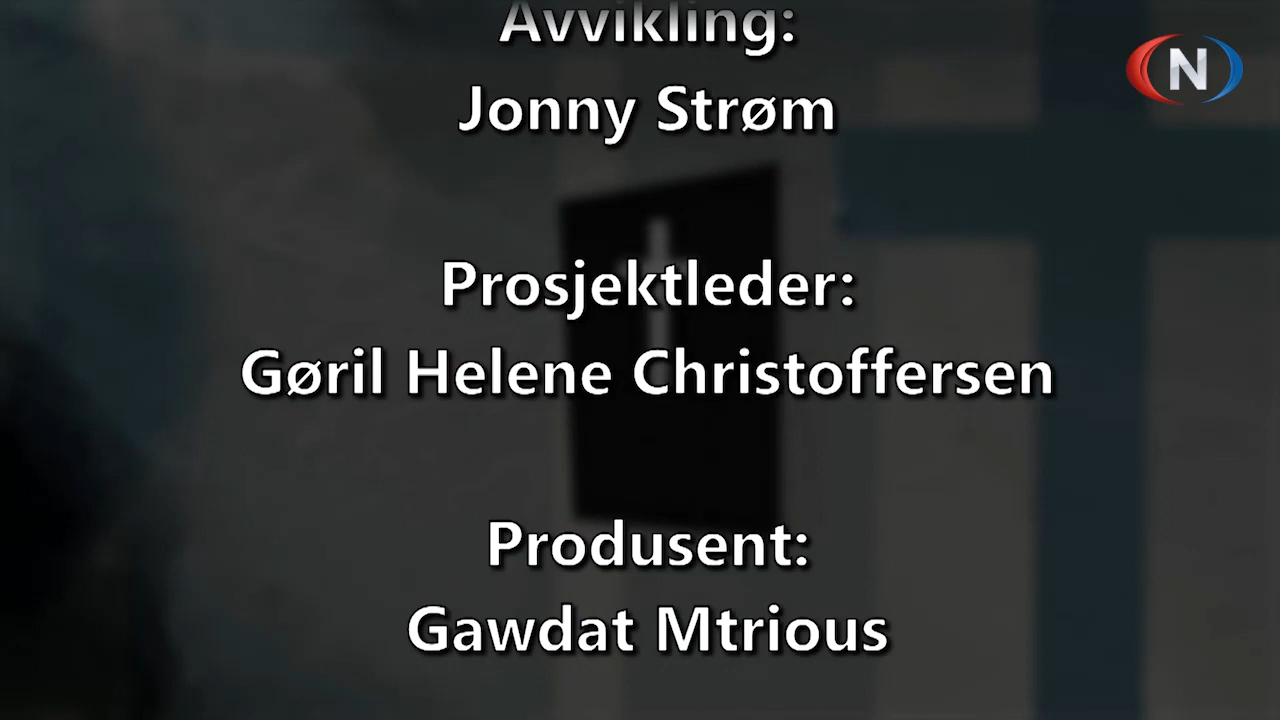 Avvikling:
Jonny Strøm
N
Prosjektleder:
Gøril Helene Christoffersen
Produsent:
Gawdat Mtrious